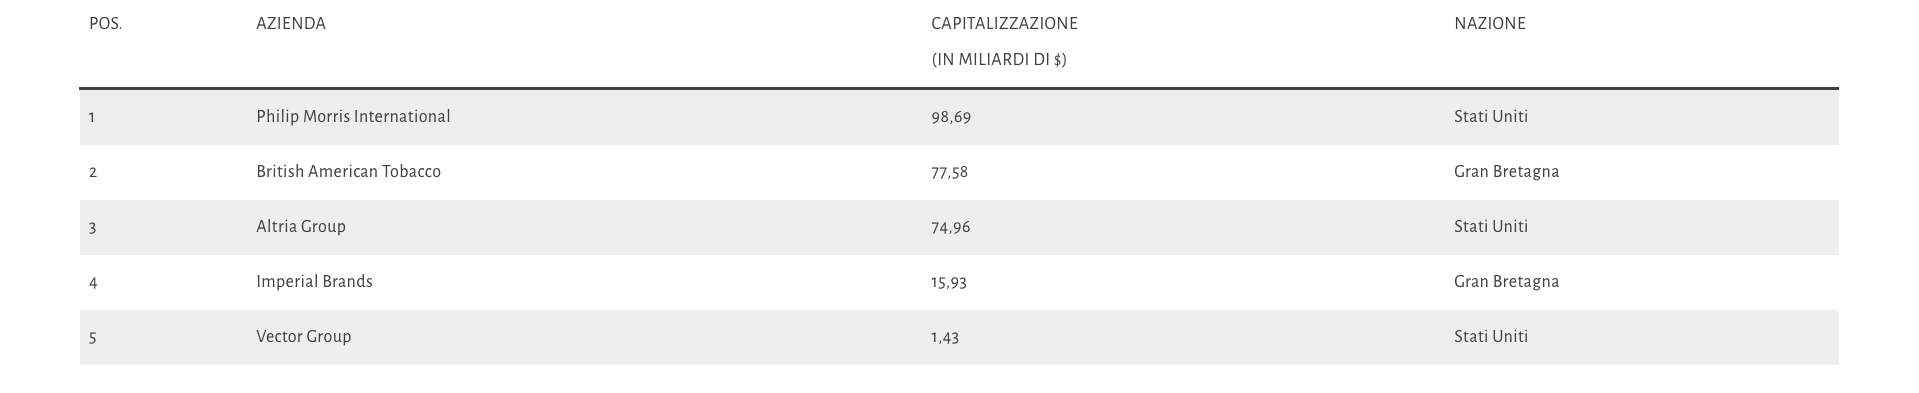 POS. AZIENDA CAPITALIZZAZIONE NAZIONE
(IN MILIARDI DI $)
1 Philip Morris International 98,69 Stati Uniti
2 British American Tobacco 77,58 Gran Bretagna
3 Altria Group 74,96 Stati Uniti
4 Imperial Brands 15,93 Gran Bretagna
5 Vector Group 1,43 Stati Uniti